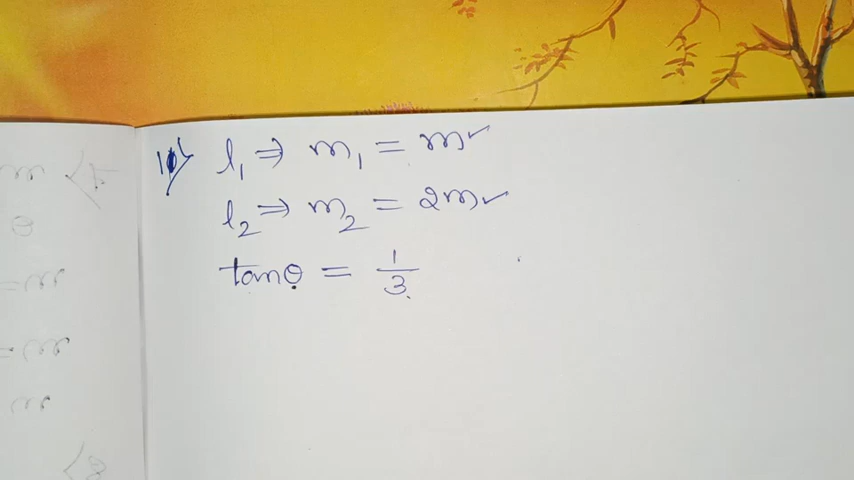 10) l₁ ⇒ m₁ = m ✓
l₂ ⇒ m₂ = 2m ✓
tanθ = 1/3